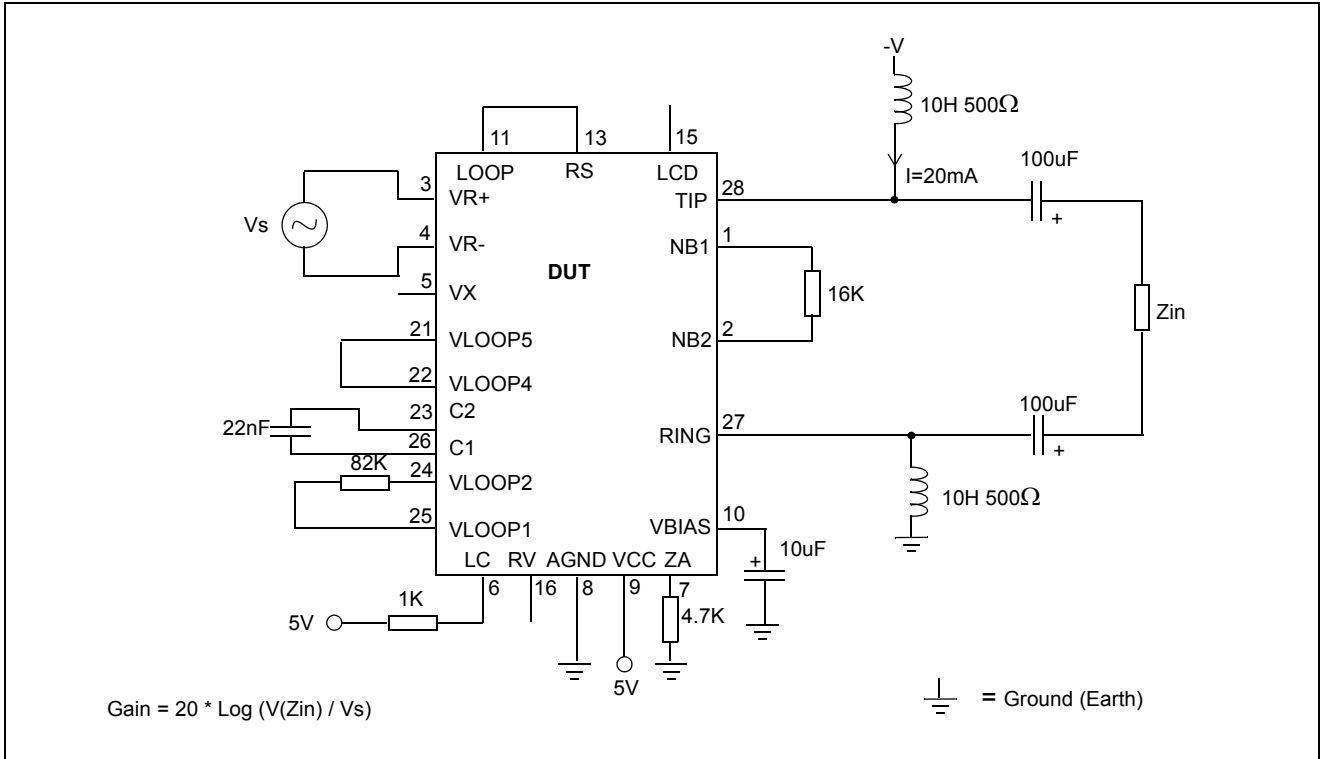 -V
10H 500Ω
11
13
15
100uF
LOOP
RS
LCD
I=20mA
3
VR+
TIP
28
+
Vs
4
VR-
NB1
1
DUT
5
VX
16K
Zin
21
VLOOP5
NB2
2
22
VLOOP4
23
C2
100uF
22nF
26
C1
RING
27
+
82K
24
VLOOP2
10H 500Ω
25
VLOOP1
VBIAS
10
10uF
+
LC
RV
AGND
VCC
ZA
6
16
8
9
7
1K
4.7K
5V
5V
Gain = 20 * Log (V(Zin) / Vs)
= Ground (Earth)